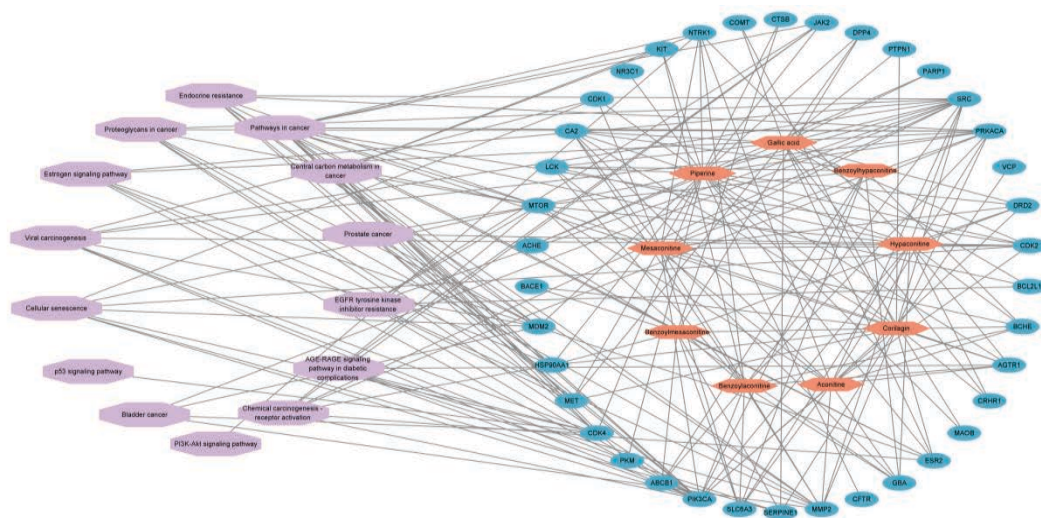 Endocrine resistance
Proteoglycans in cancer
Pathways in cancer
Estrogen signaling pathway
Central carbon metabolism in
cancer
Viral carcinogenesis
Prostate cancer
Cellular senescence
EGFR tyrosine kinase
inhibitor resistance
p53 signaling pathway
AGE-RAGE signaling
pathway in diabetic
complications
Bladder cancer
Chemical carcinogenesis -
receptor activation
PI3K-Akt signaling pathway
COMT
CTSB
JAK2
DPP4
PTPN1
PARP1
SRC
PRKACA
VCP
DRD2
CDK2
BCL2L1
BCHE
AGTR1
CRHR1
MAOB
ESR2
GBA
CFTR
MMP2
SERPINE1
SLC6A3
PIK3CA
ABCB1
PKM
CDK4
MET
HSP90AA1
MDM2
BACE1
ACHE
MTOR
LCK
CA2
CDK1
NR3C1
KIT
NTRK1
Gallic acid
Piperine
Benzoylhypaconitine
Mesaconitine
Hypaconitine
Benzoylmesaconitine
Corilagin
Benzoylaconitine
Aconitine